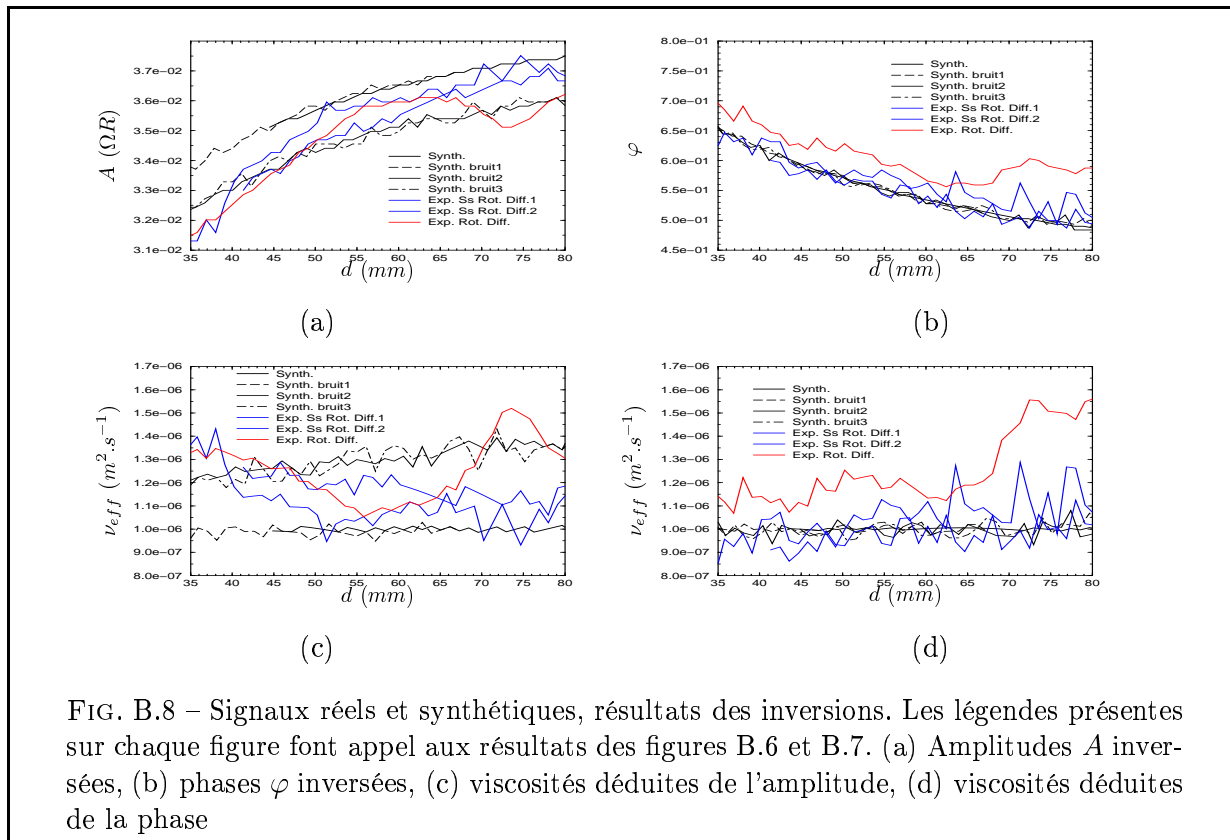 3.7e−02
3.6e−02
3.5e−02
3.4e−02
3.3e−02
3.2e−02
3.1e−02
A (ΩR)
35 40 45 50 55 60 65 70 75 80
d (mm)
Synth.
Synth. bruit1
Synth. bruit2
Synth. bruit3
Exp. Ss Rot. Diff.1
Exp. Ss Rot. Diff.2
Exp. Rot. Diff.
(a)
8.0e−01
7.5e−01
7.0e−01
6.5e−01
6.0e−01
5.5e−01
5.0e−01
4.5e−01
φ
35 40 45 50 55 60 65 70 75 80
d (mm)
Synth.
Synth. bruit1
Synth. bruit2
Synth. bruit3
Exp. Ss Rot. Diff.1
Exp. Ss Rot. Diff.2
Exp. Rot. Diff.
(b)
1.7e−06
1.6e−06
1.5e−06
1.4e−06
1.3e−06
1.2e−06
1.1e−06
1.0e−06
9.0e−07
8.0e−07
ν_eff (m².s⁻¹)
35 40 45 50 55 60 65 70 75 80
d (mm)
Synth.
Synth. bruit1
Synth. bruit2
Synth. bruit3
Exp. Ss Rot. Diff.1
Exp. Ss Rot. Diff.2
Exp. Rot. Diff.
(c)
1.7e−06
1.6e−06
1.5e−06
1.4e−06
1.3e−06
1.2e−06
1.1e−06
1.0e−06
9.0e−07
8.0e−07
ν_eff (m².s⁻¹)
35 40 45 50 55 60 65 70 75 80
d (mm)
Synth.
Synth. bruit1
Synth. bruit2
Synth. bruit3
Exp. Ss Rot. Diff.1
Exp. Ss Rot. Diff.2
Exp. Rot. Diff.
(d)
FIG. B.8 – Signaux réels et synthétiques, résultats des inversions. Les légendes présentes
sur chaque figure font appel aux résultats des figures B.6 et B.7. (a) Amplitudes A inver-
sées, (b) phases φ inversées, (c) viscosités déduites de l'amplitude, (d) viscosités déduites
de la phase